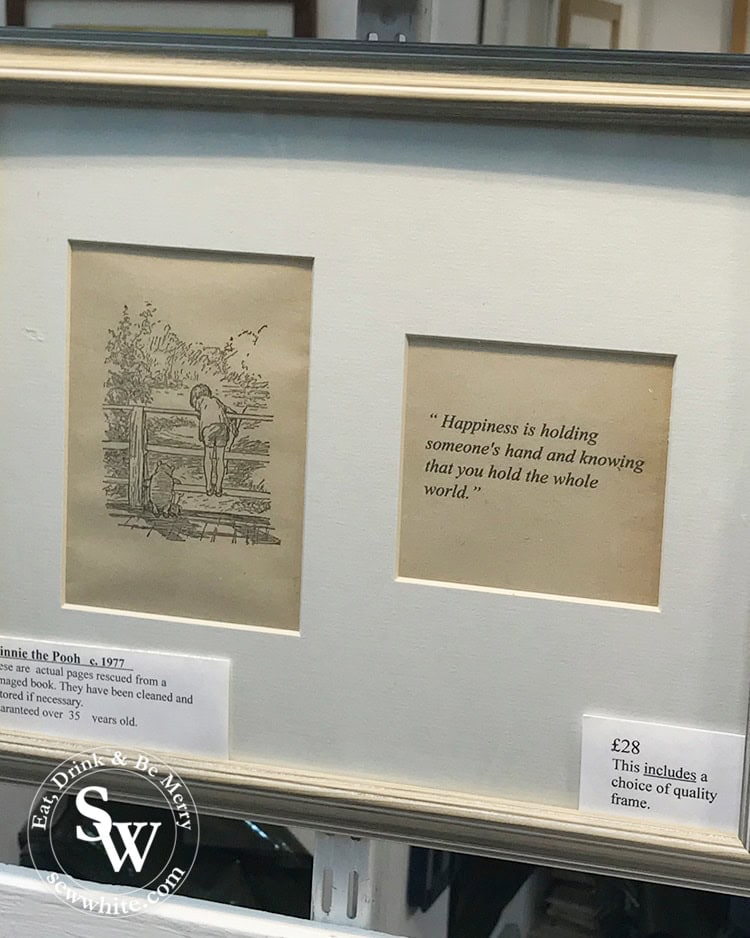 “ Happiness is holding
someone's hand and knowing
that you hold the whole
world.”
innie the Pooh c. 1977
ese are actual pages rescued from a
maged book. They have been cleaned and
tored if necessary.
aranteed over 35 years old.
£28
This includes a
choice of quality
frame.
Eat, Drink & Be Merry
SW
sewwhite.com